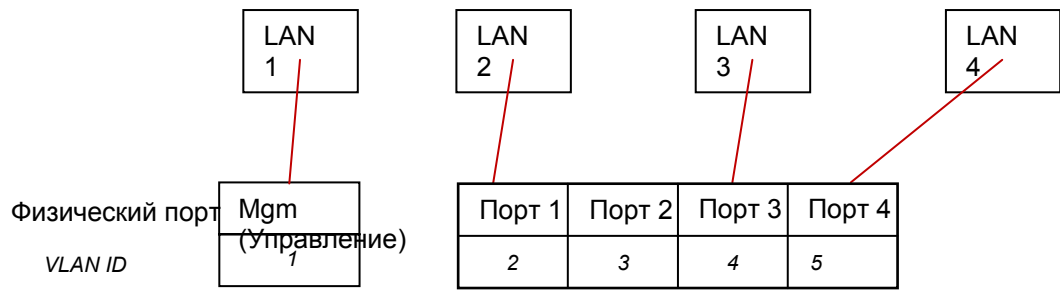 LAN
1
LAN
2
LAN
3
LAN
4
Физический порт
Mgm
(Управление)
Порт 1
Порт 2
Порт 3
Порт 4
VLAN ID
1
2
3
4
5